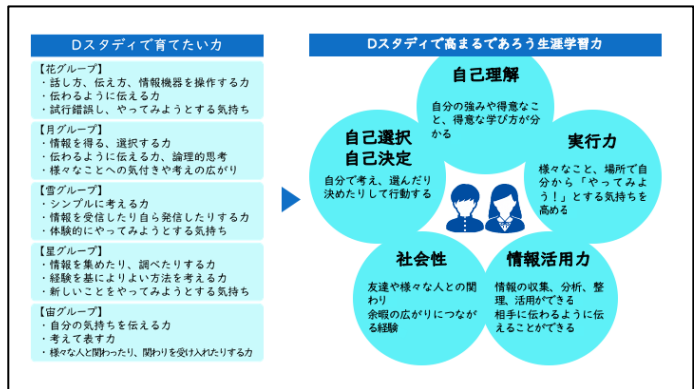 Dスタディで育てたい力
【花グループ】
・話し方、伝え方、情報機器を操作する力
・伝わるように伝える力
・試行錯誤し、やってみようとする気持ち
【月グループ】
・情報を得る、選択する力
・伝わるように伝える力、論理的思考
・様々なことへの気付きや考えの広がり
【雪グループ】
・シンプルに考える力
・情報を受信したり自ら発信したりする力
・体験的にやってみようとする気持ち
【星グループ】
・情報を集めたり、調べたりする力
・経験を基によりよい方法を考える力
・新しいことをやってみようとする気持ち
【宙グループ】
・自分の気持ちを伝える力
・考えて表す力
・様々な人と関わったり、関わりを受け入れたりする力
Dスタディで高まるであろう生涯学習力
自己理解
自分の強みや得意なこ
と、得意な学び方が分
かる
自己選択
自己決定
自分で考え、選んだり
決めたりして行動する
実行力
様々なこと、場所で自
分から「やってみよ
う！」とする気持ちを
高める
社会性
友達や様々な人との関
わり
余暇の広がりにつなが
る経験
情報活用力
情報の収集、分析、整
理、活用ができる
相手に伝わるように伝
えることができる